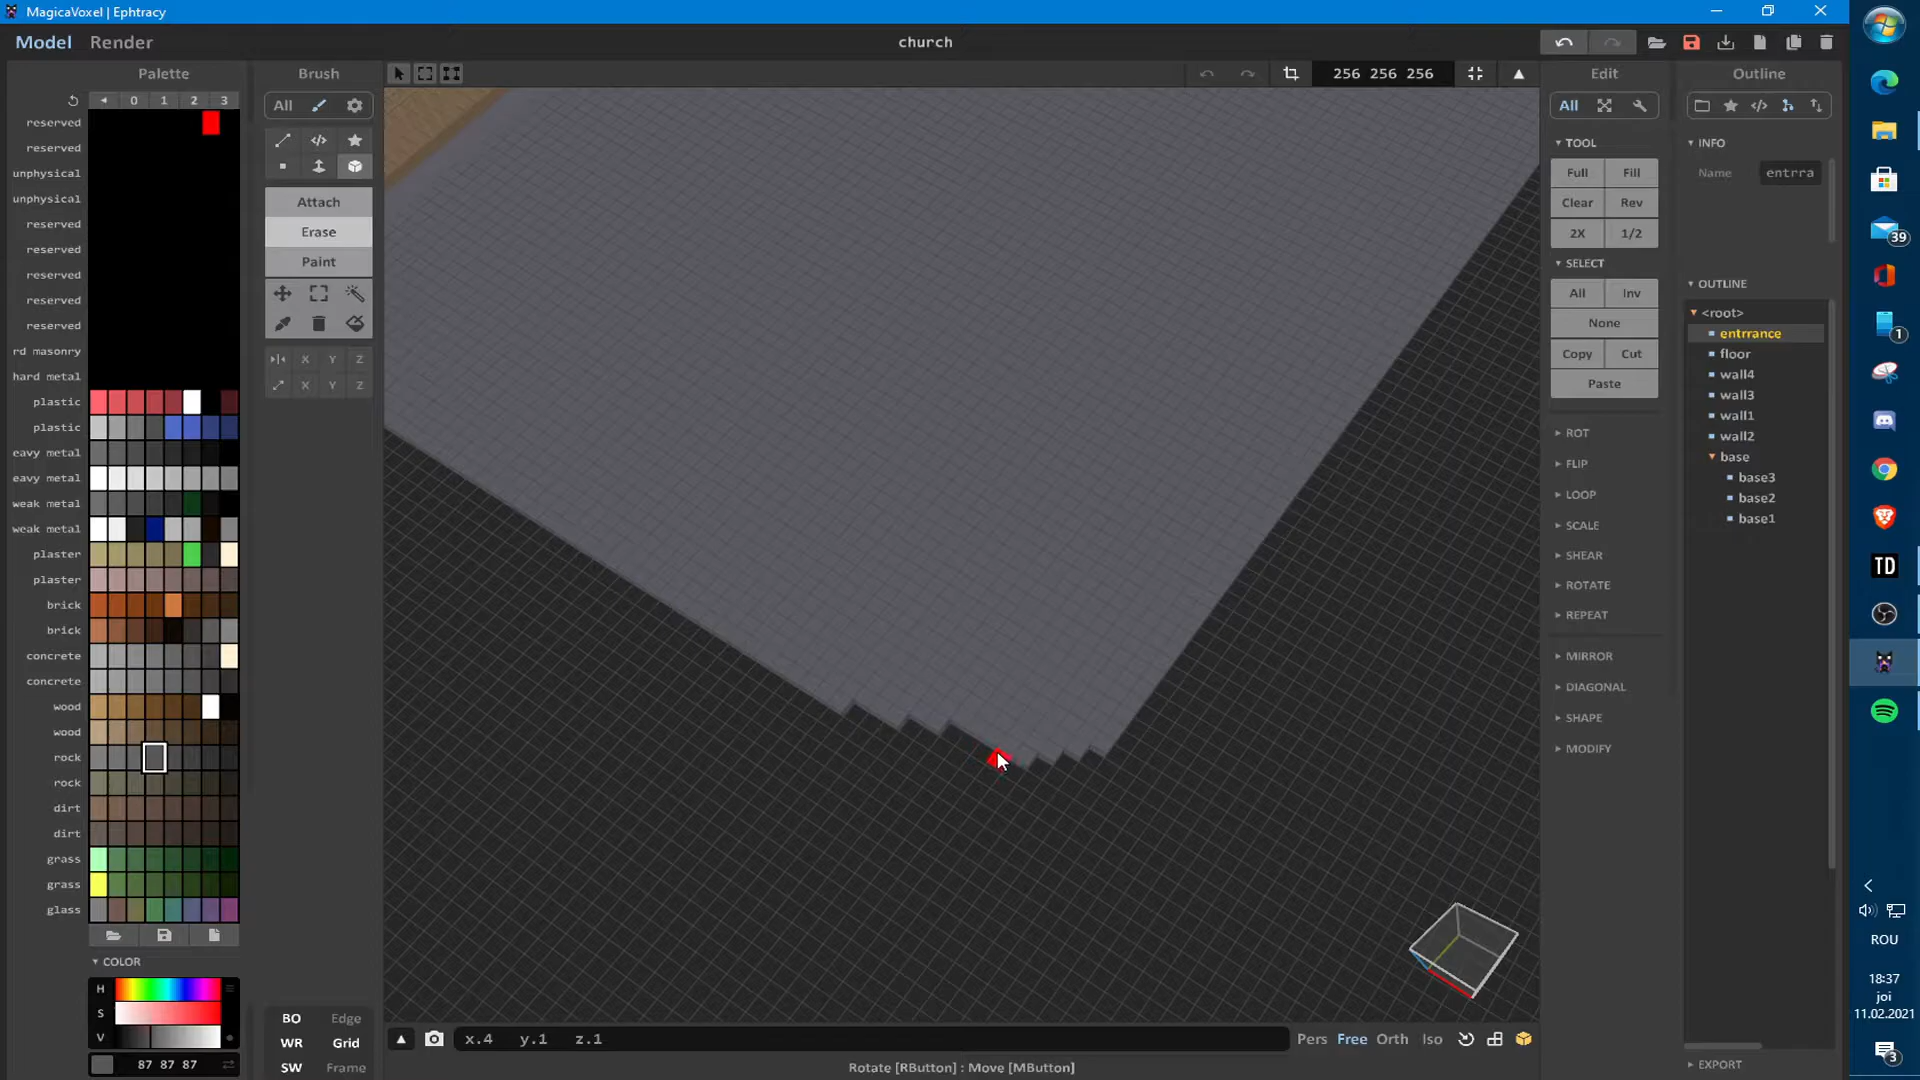 MagicaVoxel | Ephtracy
Model Render
church
Palette
0 1 2 3
reserved
reserved
unphysical
unphysical
reserved
reserved
reserved
reserved
reserved
rd masonry
hard metal
plastic
plastic
eavy metal
eavy metal
weak metal
weak metal
plaster
plaster
brick
brick
concrete
concrete
wood
wood
rock
rock
dirt
dirt
grass
grass
glass
COLOR
H
S
V
87 87 87
Brush
All
Attach
Erase
Paint
X Y Z
X Y Z
BO Edge
WR Grid
SW Frame
256 256 256
x.4 y.1 z.1
Pers Free Orth Iso
Rotate [RButton] : Move [MButton]
Edit
All
TOOL
Full Fill
Clear Rev
2X 1/2
SELECT
All Inv
None
Copy Cut
Paste
ROT
FLIP
LOOP
SCALE
SHEAR
ROTATE
REPEAT
MIRROR
DIAGONAL
SHAPE
MODIFY
Outline
INFO
Name entrra
OUTLINE
<root>
entrrance
floor
wall4
wall3
wall1
wall2
base
base3
base2
base1
EXPORT
39
1
TD
ROU
18:37
joi
11.02.2021
3